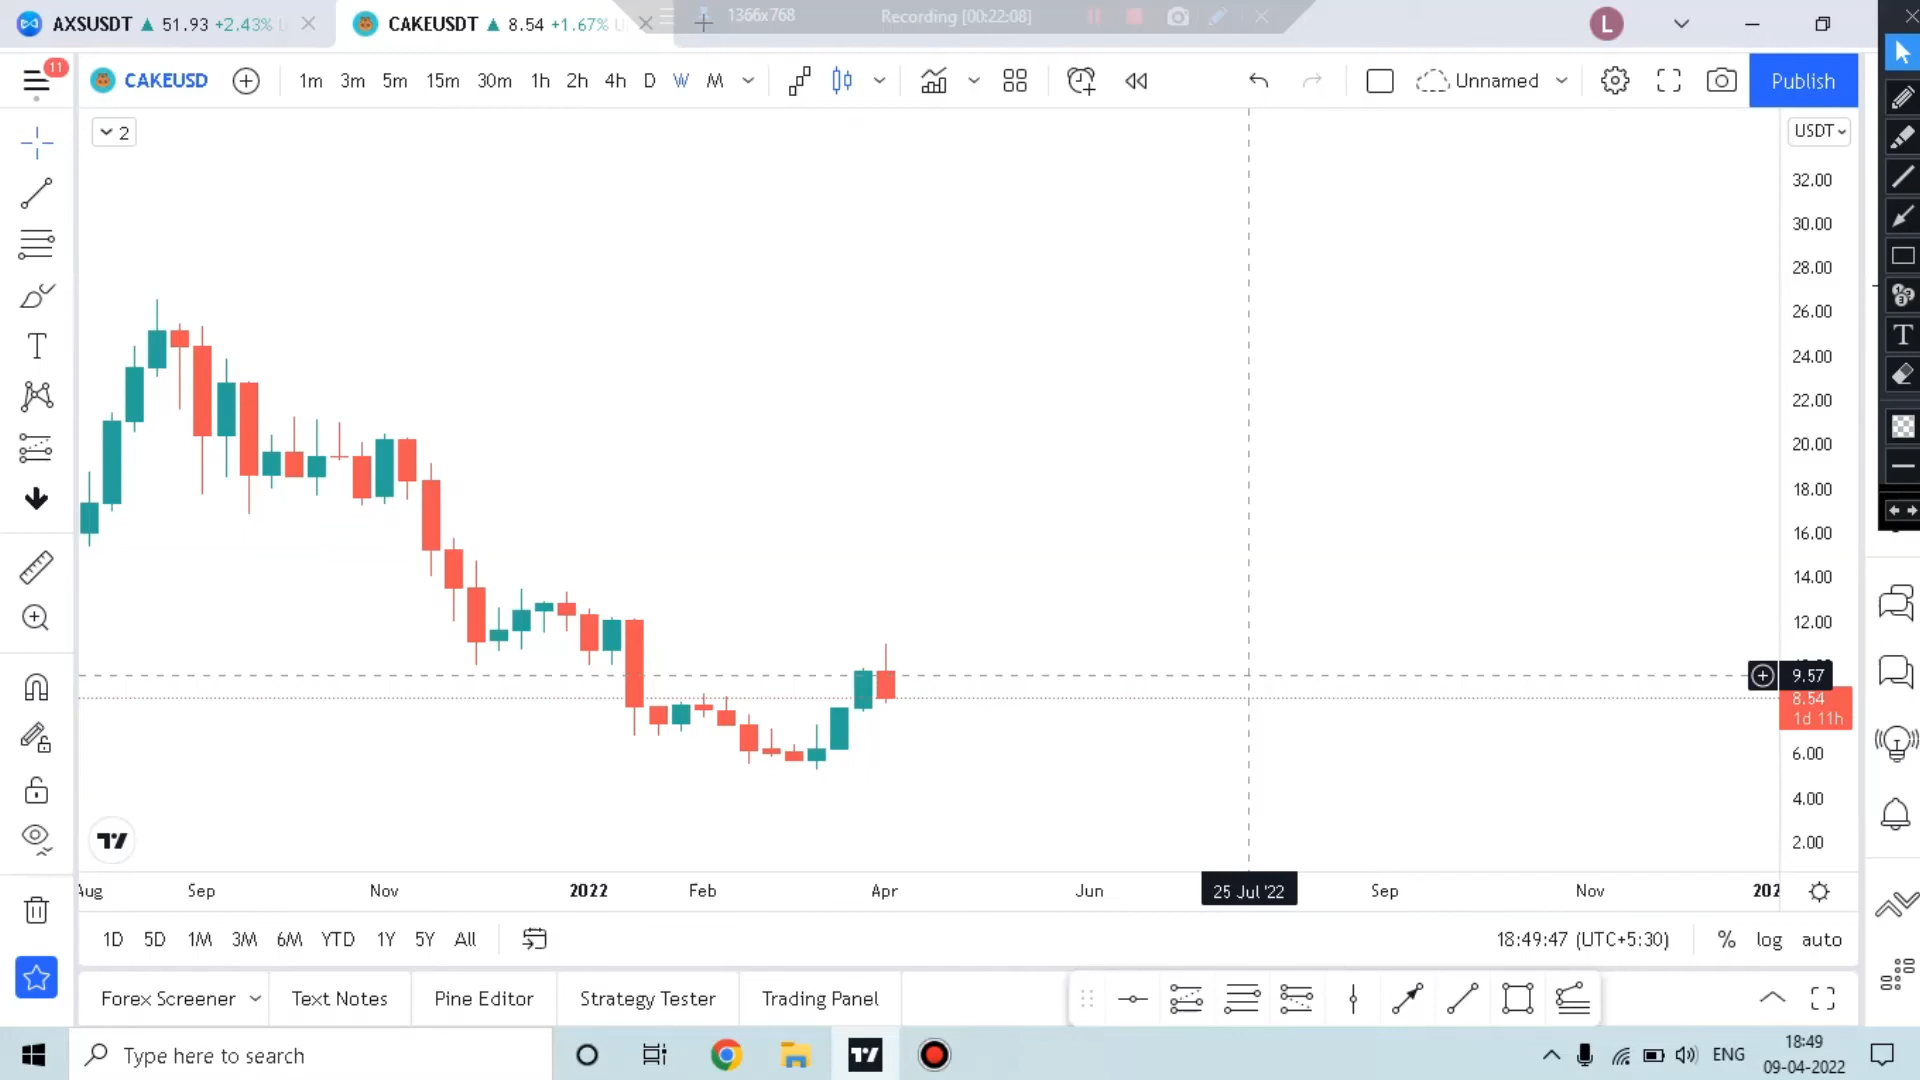 AXSUSDT ▲ 51.93 +2.43%
CAKEUSDT ▲ 8.54 +1.67%
1366x768
Recording [00:22:08]
L
11
CAKEUSD
1m 3m 5m 15m 30m 1h 2h 4h D W M
Unnamed
Publish
2
USDT
32.00
30.00
28.00
26.00
24.00
22.00
20.00
18.00
16.00
14.00
12.00
9.57
8.54
1d 11h
6.00
4.00
2.00
Aug Sep Nov 2022 Feb Apr Jun 25 Jul '22 Sep Nov
1D 5D 1M 3M 6M YTD 1Y 5Y All
18:49:47 (UTC+5:30) % log auto
Forex Screener Text Notes Pine Editor Strategy Tester Trading Panel
Type here to search
ENG
18:49
09-04-2022